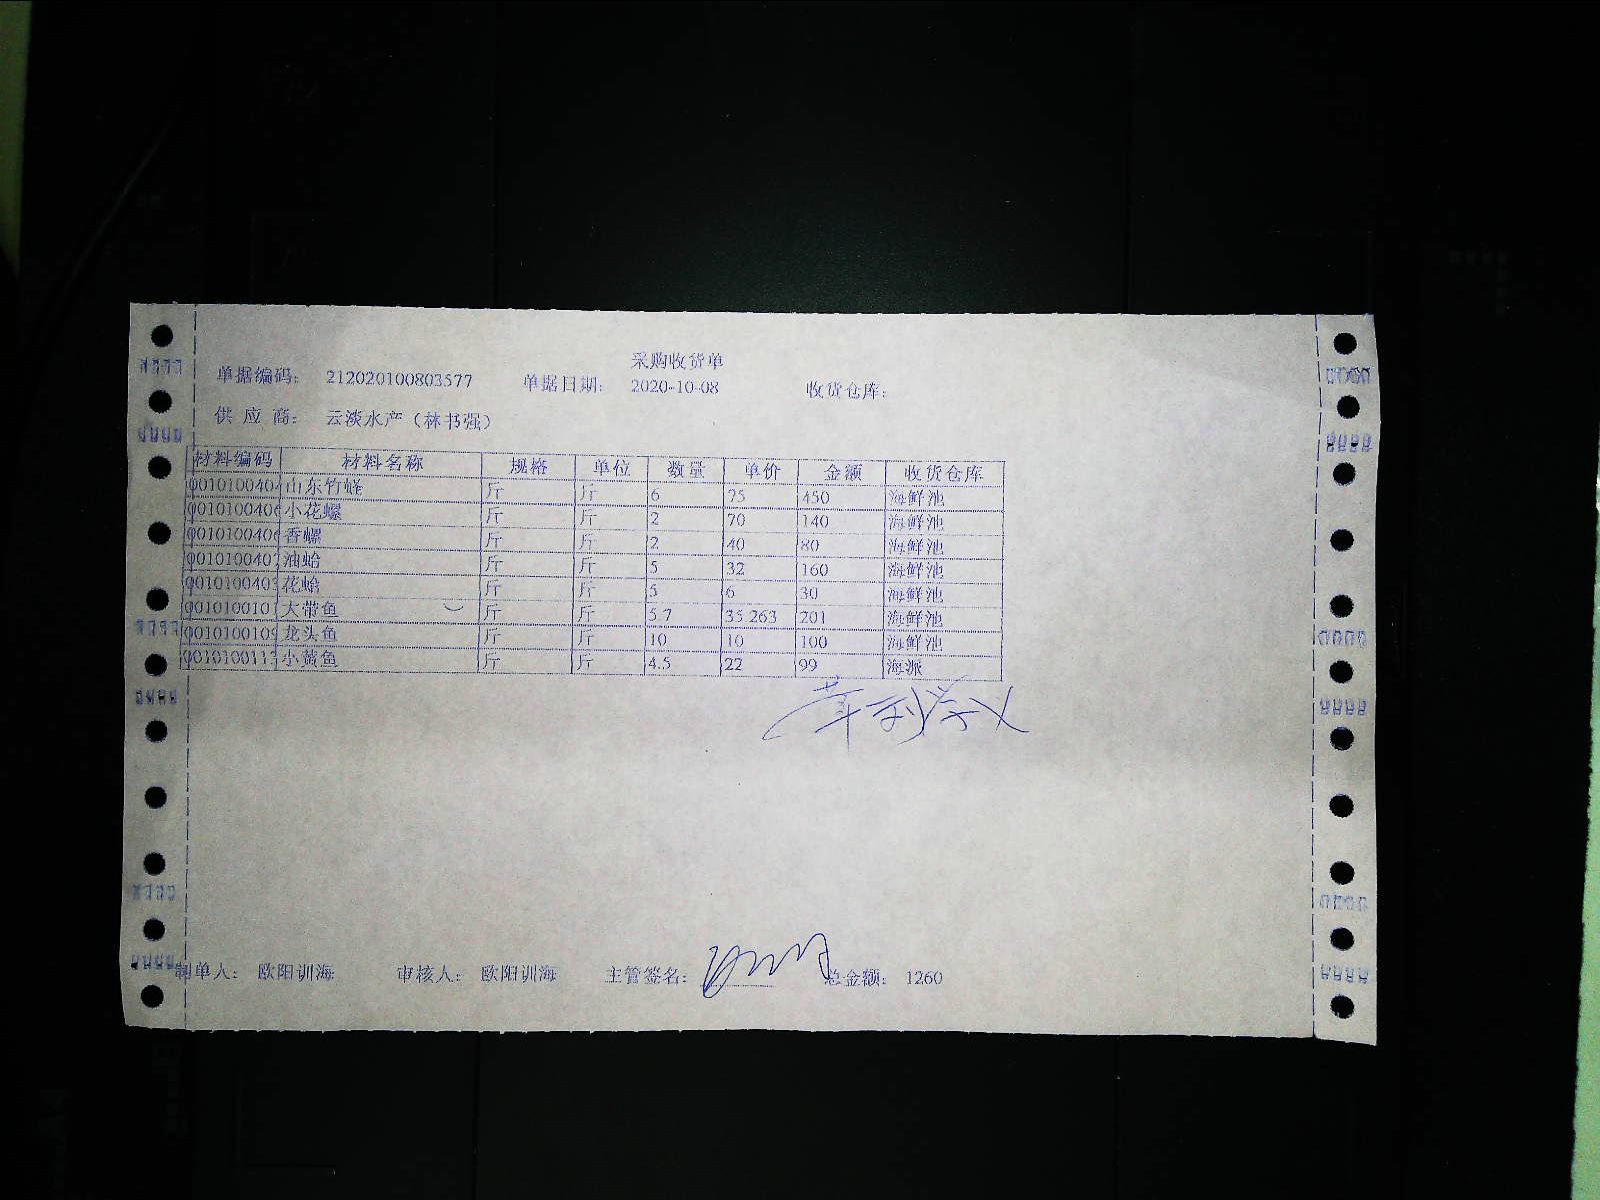 采购收货单
单据编码： 212020100803577 单据日期： 2020-10-08 收货仓库：
供 应 商： 云淡水产（林书强）
材料编码 材料名称 规格 单位 数量 单价 金额 收货仓库
001010040 山东竹蛏 斤 斤 6 75 450 海鲜池
001010040 小花螺 斤 斤 2 70 140 海鲜池
001010040 香螺 斤 斤 2 40 80 海鲜池
001010040 油蛤 斤 斤 5 32 160 海鲜池
001010040 花蛤 斤 斤 5 6 30 海鲜池
001010010 大带鱼 斤 斤 5.7 35.263 201 海鲜池
001010010 龙头鱼 斤 斤 10 10 100 海鲜池
001010011 小黄鱼 斤 斤 4.5 22 99 海派
制单人： 欧阳训海 审核人： 欧阳训海 主管签名： 总金额： 1260